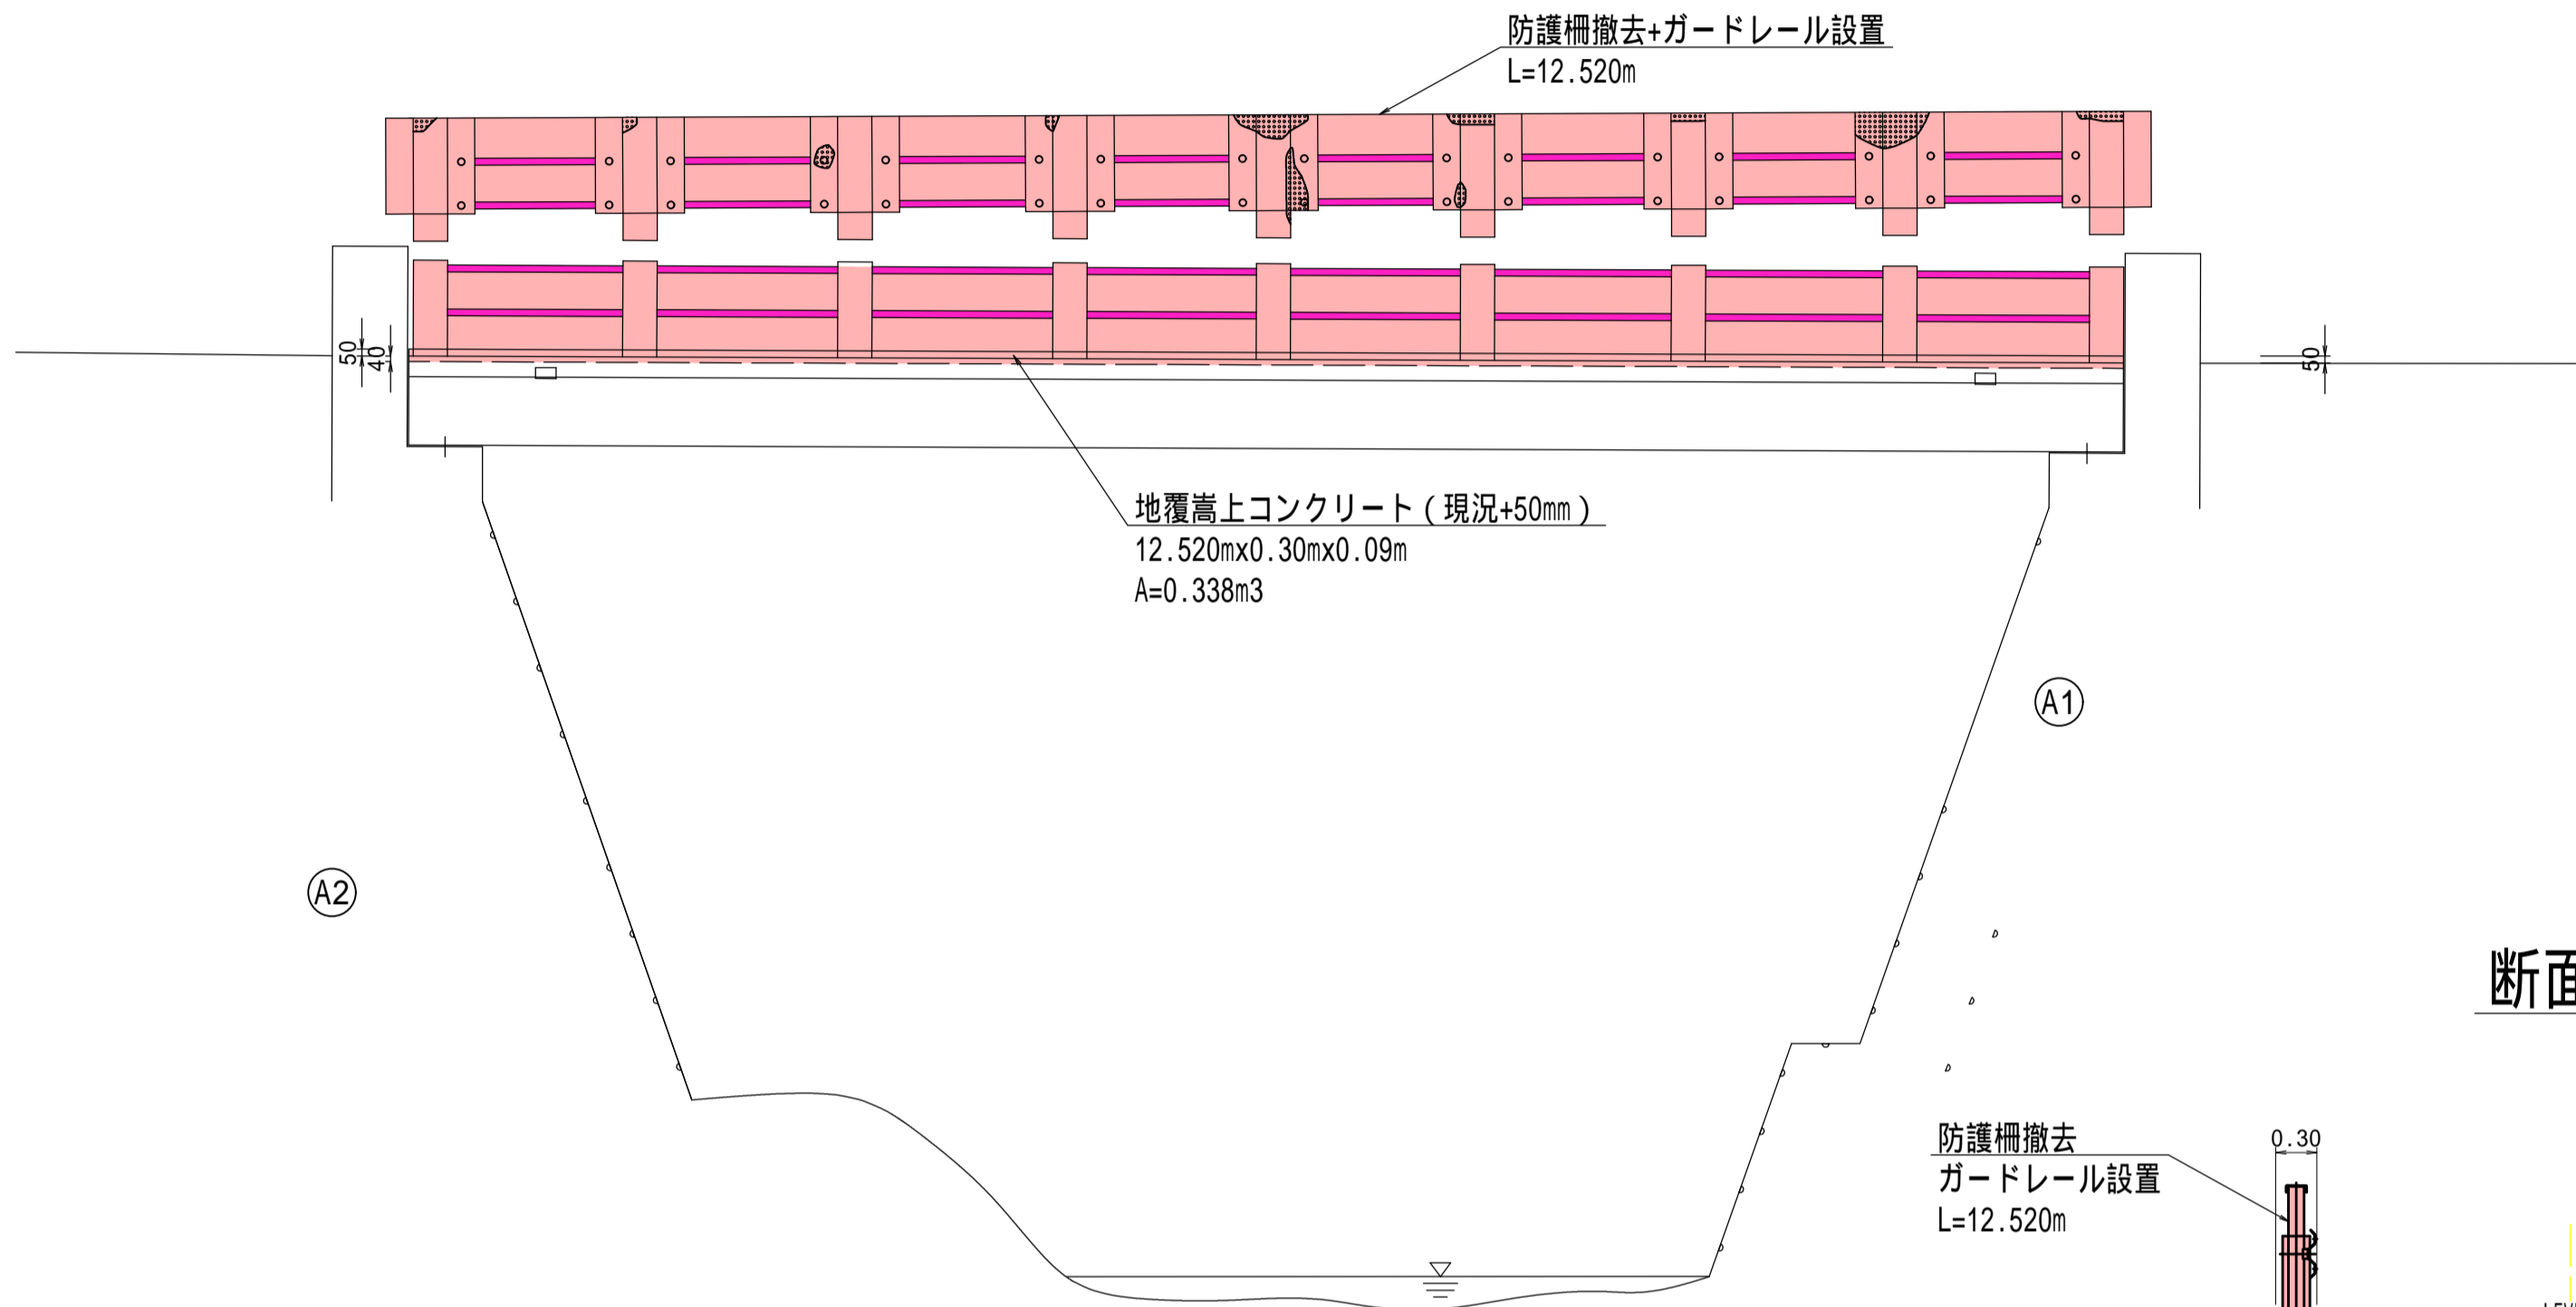 防護柵撤去+ガードレール設置
L=12.520m
50
40
50
地覆嵩上コンクリート（現況+50mm）
12.520mx0.30mx0.09m
A=0.338m3
A1
A2
断面
防護柵撤去
ガードレール設置
L=12.520m
0.30